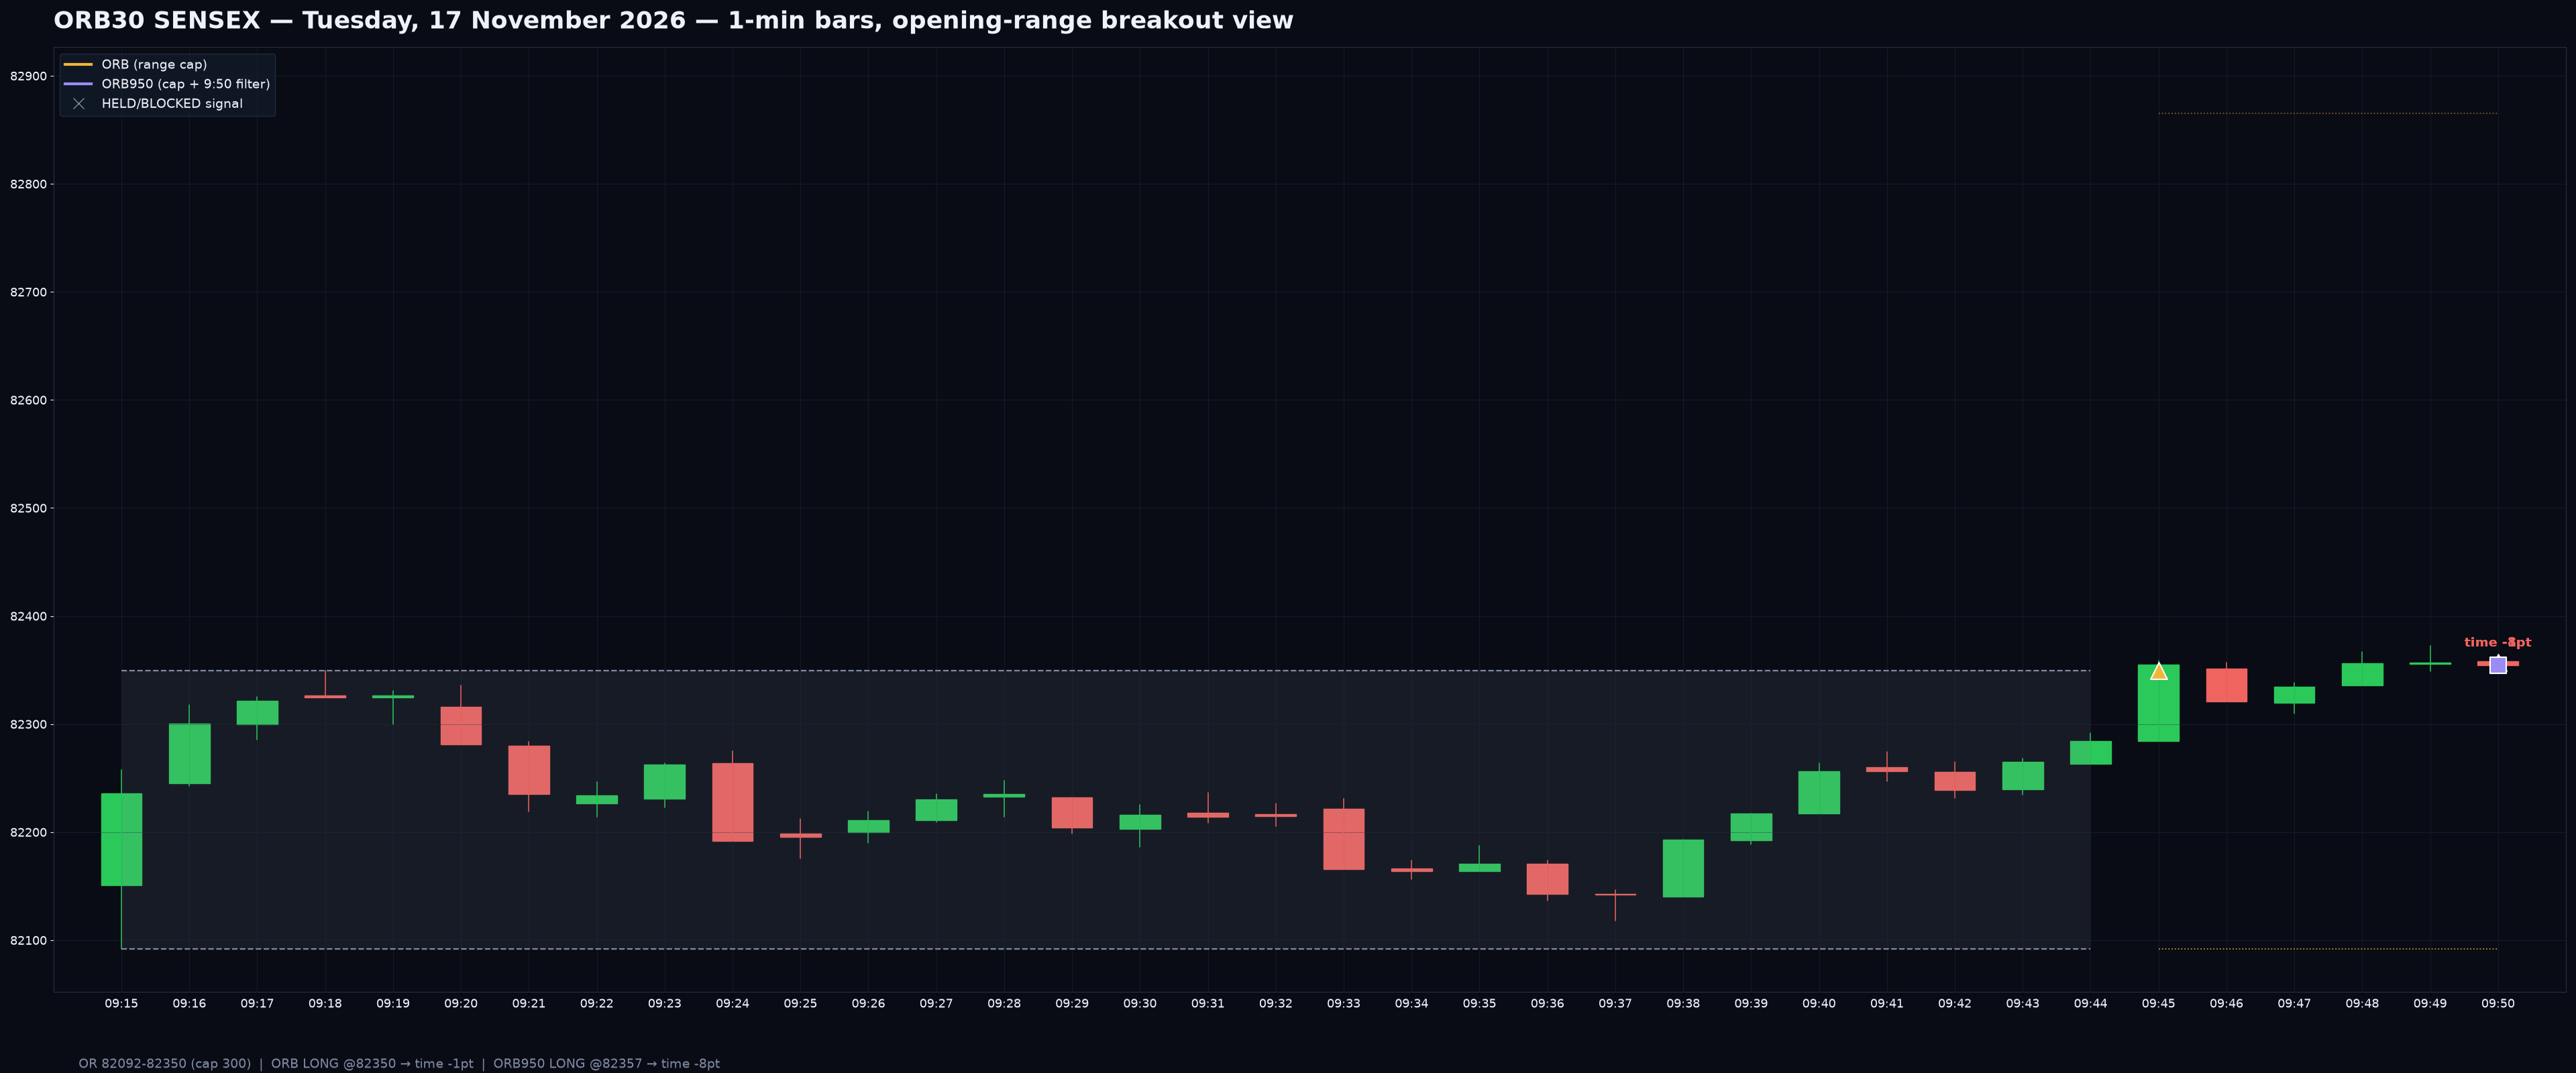 ORB30 SENSEX — Tuesday, 17 November 2026 — 1-min bars, opening-range breakout view
ORB (range cap)
ORB950 (cap + 9:50 filter)
HELD/BLOCKED signal
82900
82800
82700
82600
82500
82400
82300
82200
82100
time
09:15 09:16 09:17 09:18 09:19 09:20 09:21 09:22 09:23 09:24 09:25 09:26 09:27 09:28 09:29 09:30 09:31 09:32 09:33 09:34 09:35 09:36 09:37 09:38 09:39 09:40 09:41 09:42 09:43 09:44 09:45 09:46 09:47 09:48 09:49 09:50
OR 82092-82350 (cap 300) | ORB LONG @82350 → time -1pt | ORB950 LONG @82357 → time -8pt